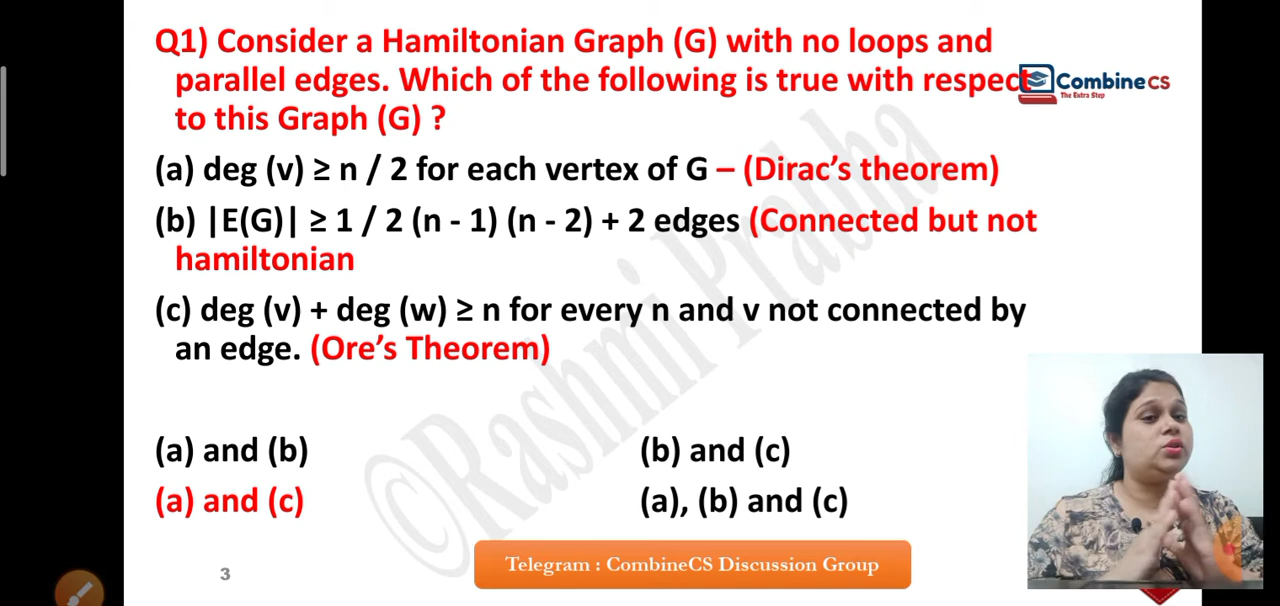 Q1) Consider a Hamiltonian Graph (G) with no loops and
parallel edges. Which of the following is true with respect
to this Graph (G) ?
CombineCS
The Extra Step
(a) deg (v) ≥ n / 2 for each vertex of G – (Dirac’s theorem)
(b) |E(G)| ≥ 1 / 2 (n - 1) (n - 2) + 2 edges (Connected but not
hamiltonian
(c) deg (v) + deg (w) ≥ n for every n and v not connected by
an edge. (Ore’s Theorem)
(a) and (b)
(b) and (c)
(a) and (c)
(a), (b) and (c)
©Rashmi Prabha
3
Telegram : CombineCS Discussion Group